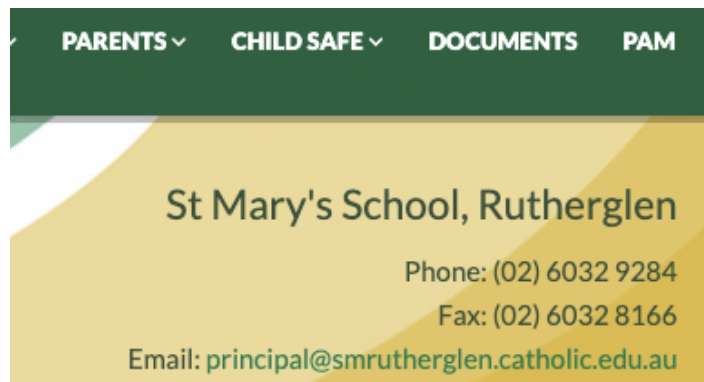 PARENTS CHILD SAFE DOCUMENTS PAM
St Mary's School, Rutherglen
Phone: (02) 6032 9284
Fax: (02) 6032 8166
Email: principal@smrutherglen.catholic.edu.au